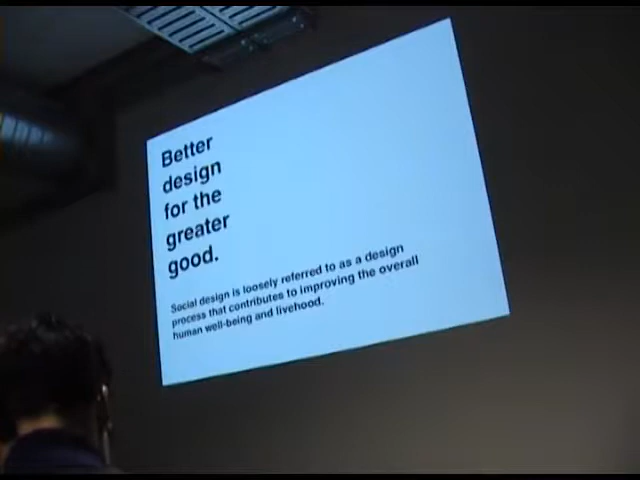 Better
design
for the
greater
good.
Social design is loosely referred to as a design
process that contributes to improving the overall
human well-being and livehood.